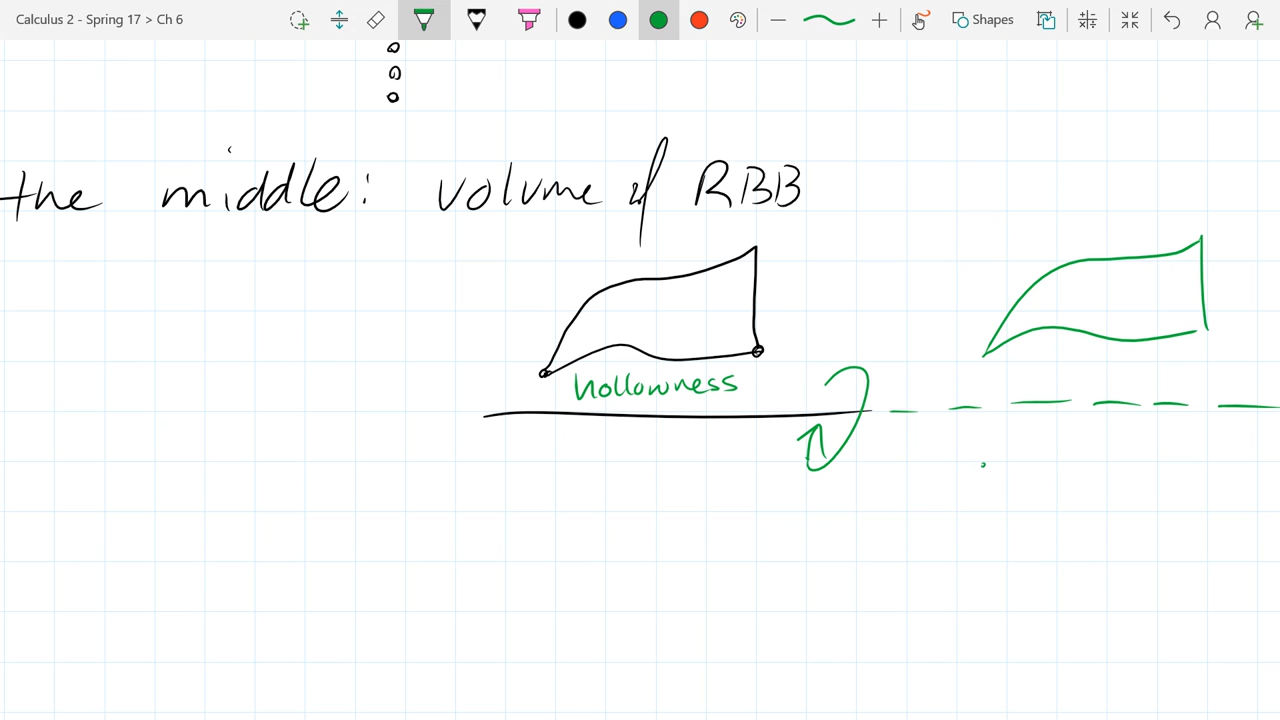 Calculus 2 - Spring 17 > Ch 6
Shapes
the middle: volume of RBB
hollowness